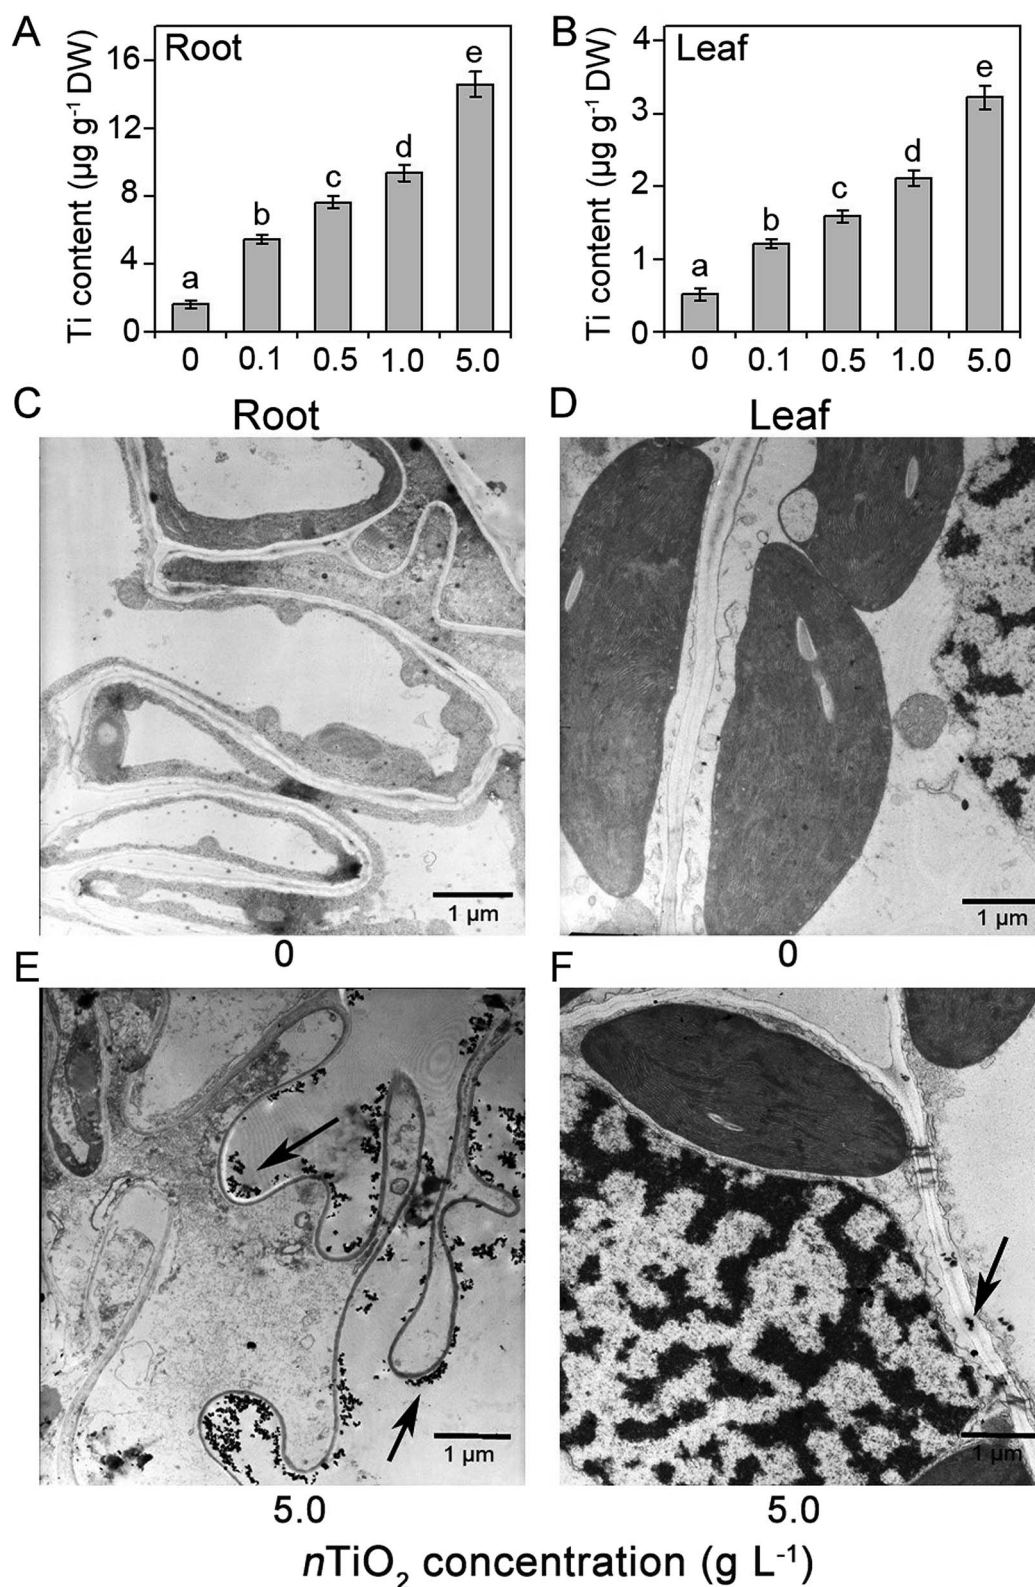 A
Root
Ti content (µg g⁻¹ DW)
16
12
8
4
0
a
b
c
d
e
0 0.1 0.5 1.0 5.0
B
Leaf
Ti content (µg g⁻¹ DW)
4
3
2
1
0
a
b
c
d
e
0 0.1 0.5 1.0 5.0
C
Root
1 µm
0
D
Leaf
1 µm
0
E
1 µm
5.0
F
1 µm
5.0
nTiO₂ concentration (g L⁻¹)